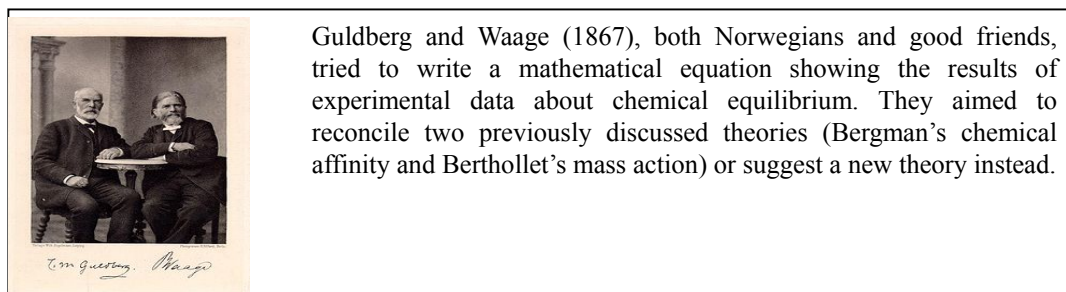 Guldberg and Waage (1867), both Norwegians and good friends,
tried to write a mathematical equation showing the results of
experimental data about chemical equilibrium. They aimed to
reconcile two previously discussed theories (Bergman's chemical
affinity and Berthollet's mass action) or suggest a new theory instead.
C. M. Guldberg. P. Waage